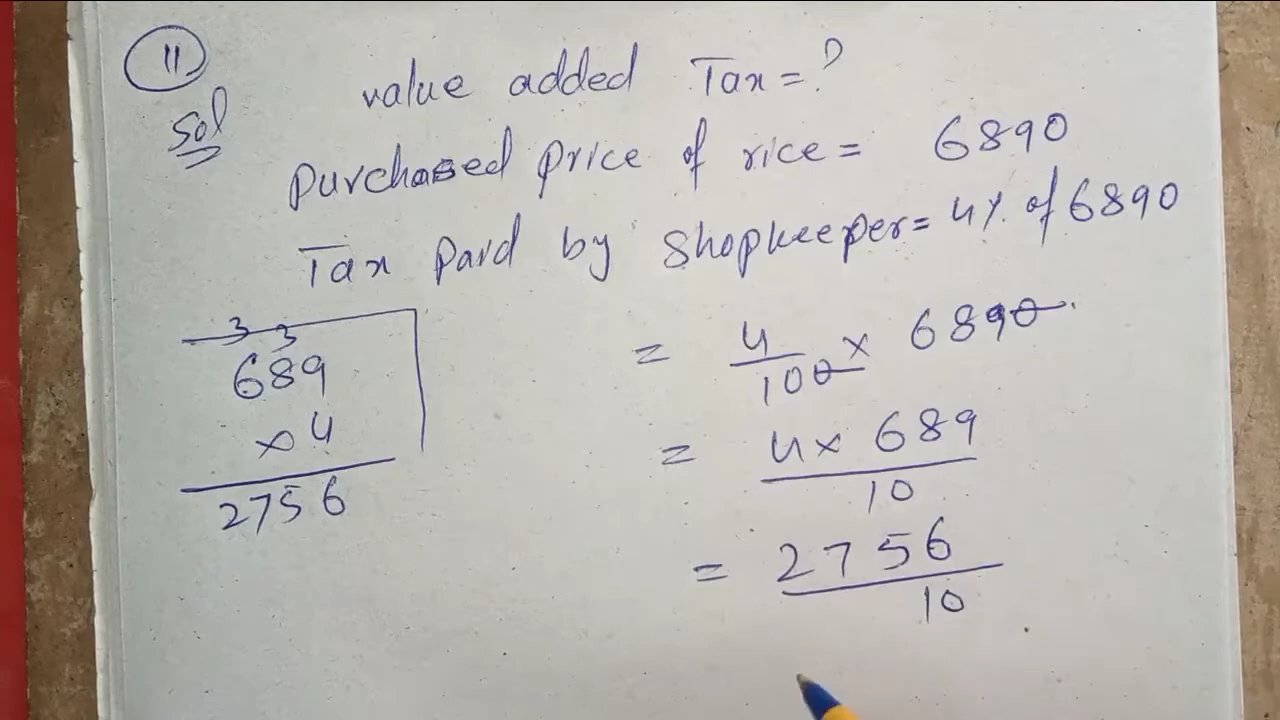 11
Sol
value added Tax = ?
Purchased price of rice = 6890
Tax Paid by Shopkeeper = 4% of 6890
= 4/100 × 6890
= 4 × 689 / 10
= 2756 / 10
3 3
689
× 4
2756